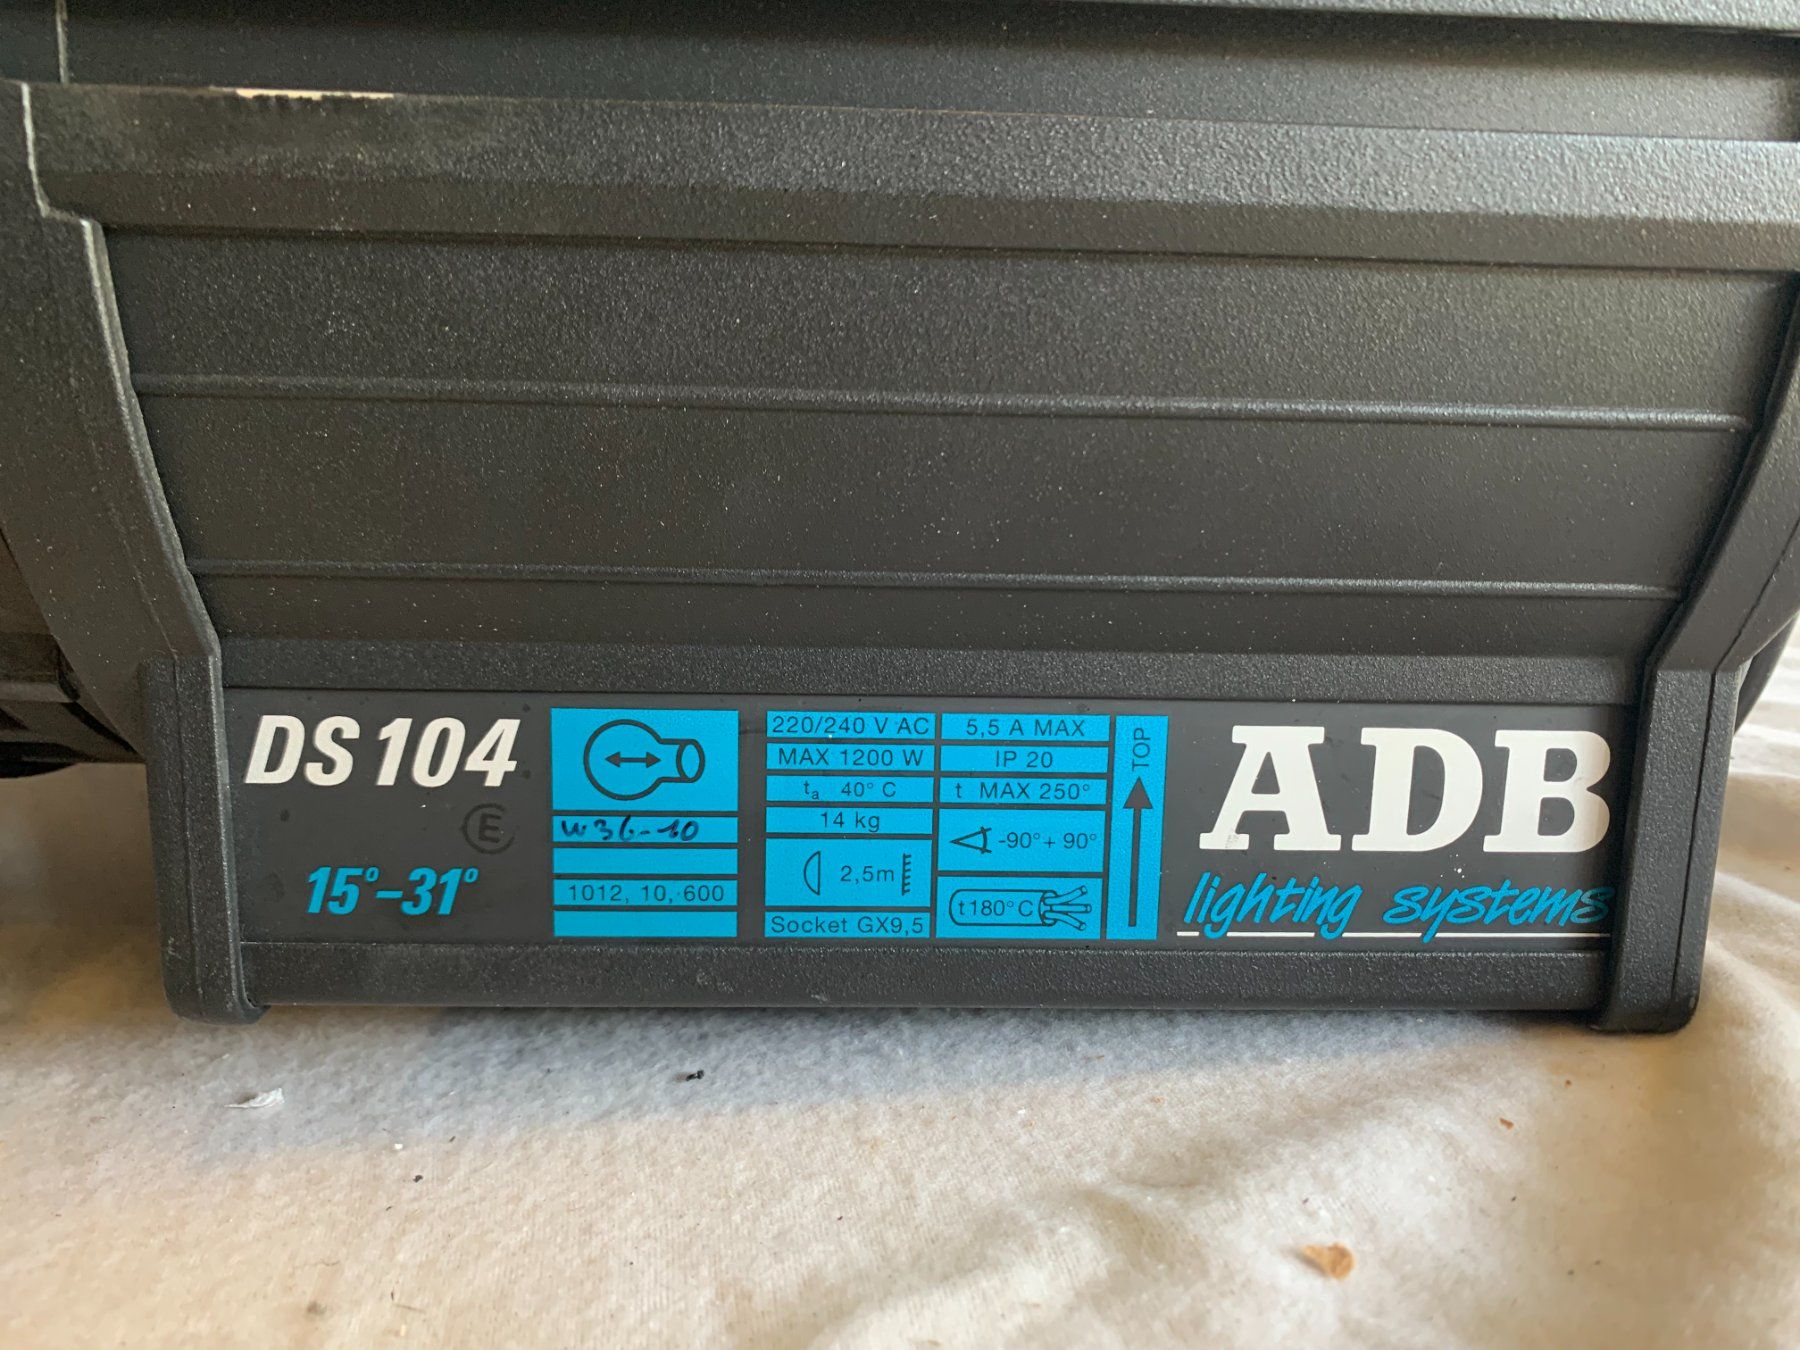 DS 104
E
15°-31°
w36-10
1012, 10, 600
220/240 V AC
MAX 1200 W
ta 40° C
14 kg
2,5m
Socket GX9,5
5,5 A MAX
IP 20
t MAX 250°
-90°+ 90°
t180°C
TOP
ADB
lighting systems